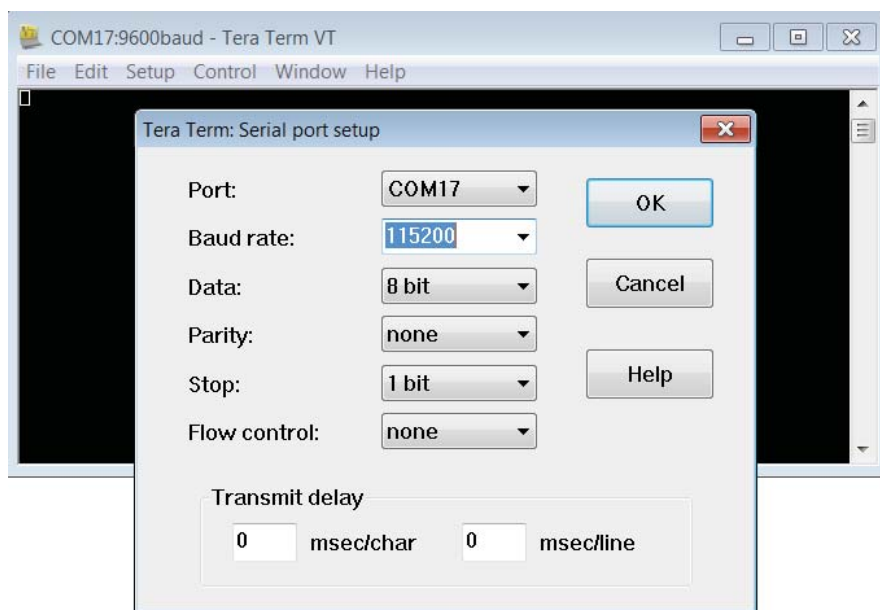 COM17:9600baud - Tera Term VT
File Edit Setup Control Window Help
Tera Term: Serial port setup
Port: COM17 OK
Baud rate: 115200
Data: 8 bit Cancel
Parity: none
Stop: 1 bit Help
Flow control: none
Transmit delay
0 msec/char 0 msec/line